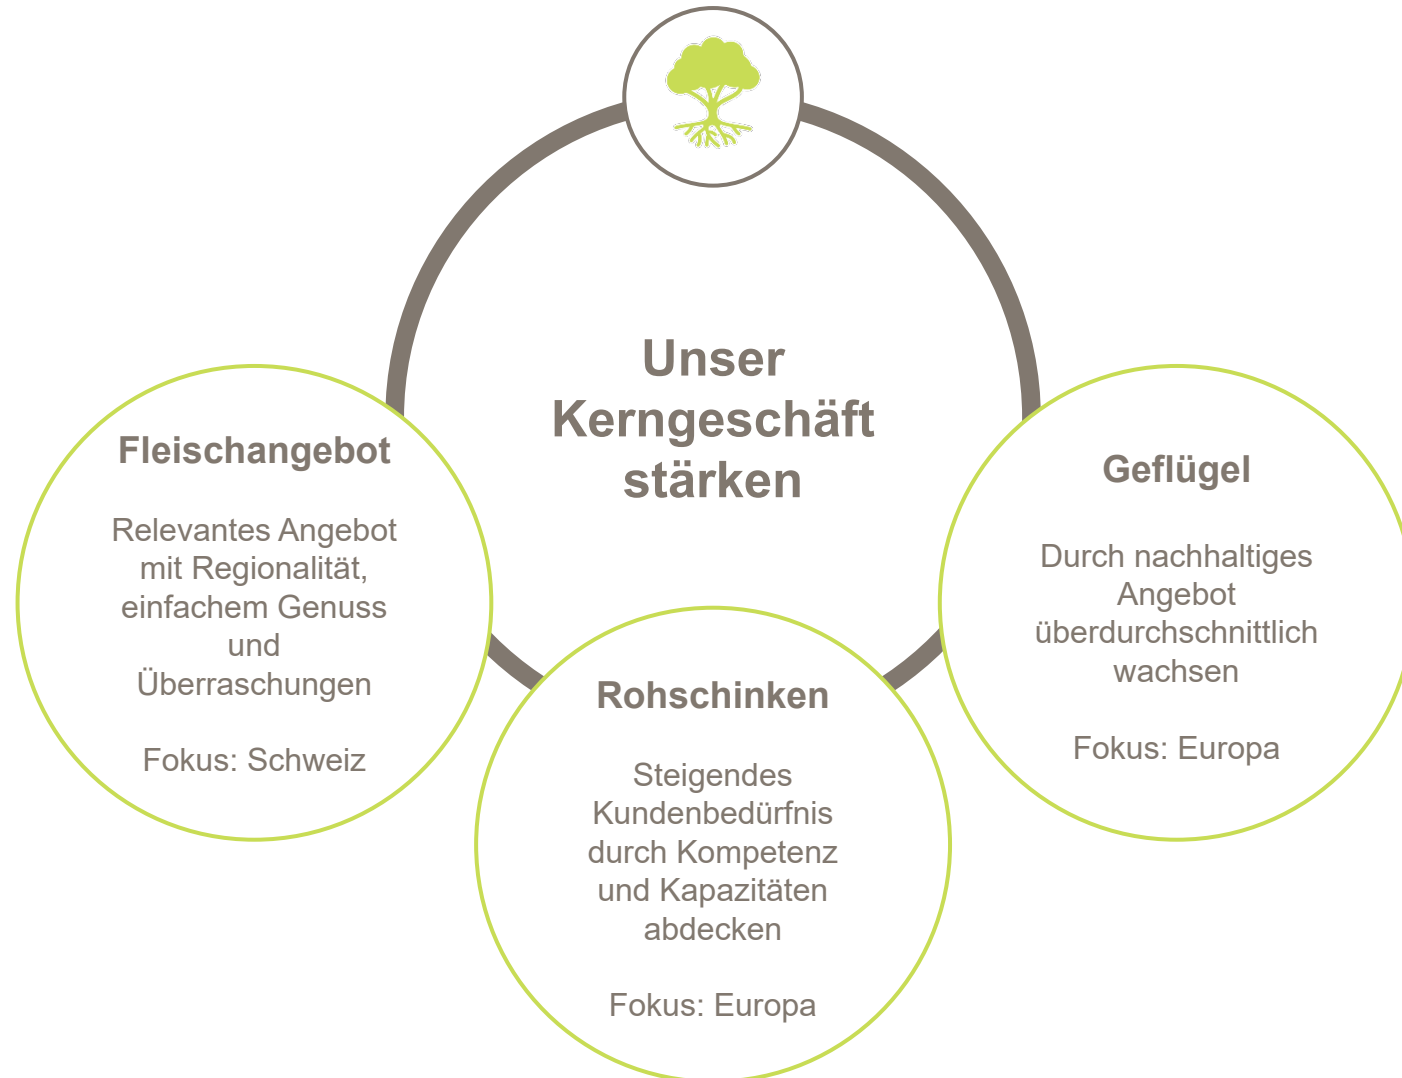 Unser
Kerngeschäft
stärken
Fleischangebot
Relevantes Angebot
mit Regionalität,
einfachem Genuss
und
Überraschungen
Fokus: Schweiz
Rohschinken
Steigendes
Kundenbedürfnis
durch Kompetenz
und Kapazitäten
abdecken
Fokus: Europa
Geflügel
Durch nachhaltiges
Angebot
überdurchschnittlich
wachsen
Fokus: Europa